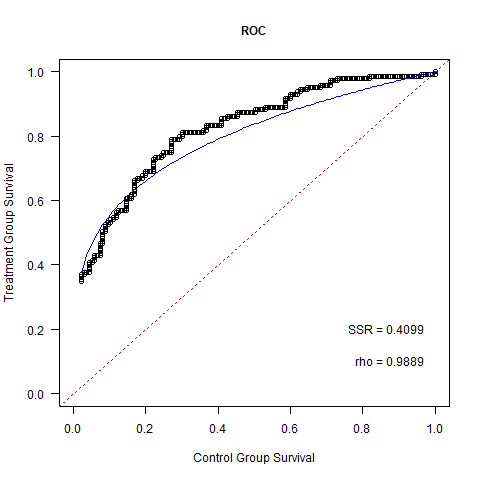 ROC
1.0
0.8
0.6
0.4
0.2
0.0
Treatment Group Survival
SSR = 0.4099
rho = 0.9889
0.0 0.2 0.4 0.6 0.8 1.0
Control Group Survival